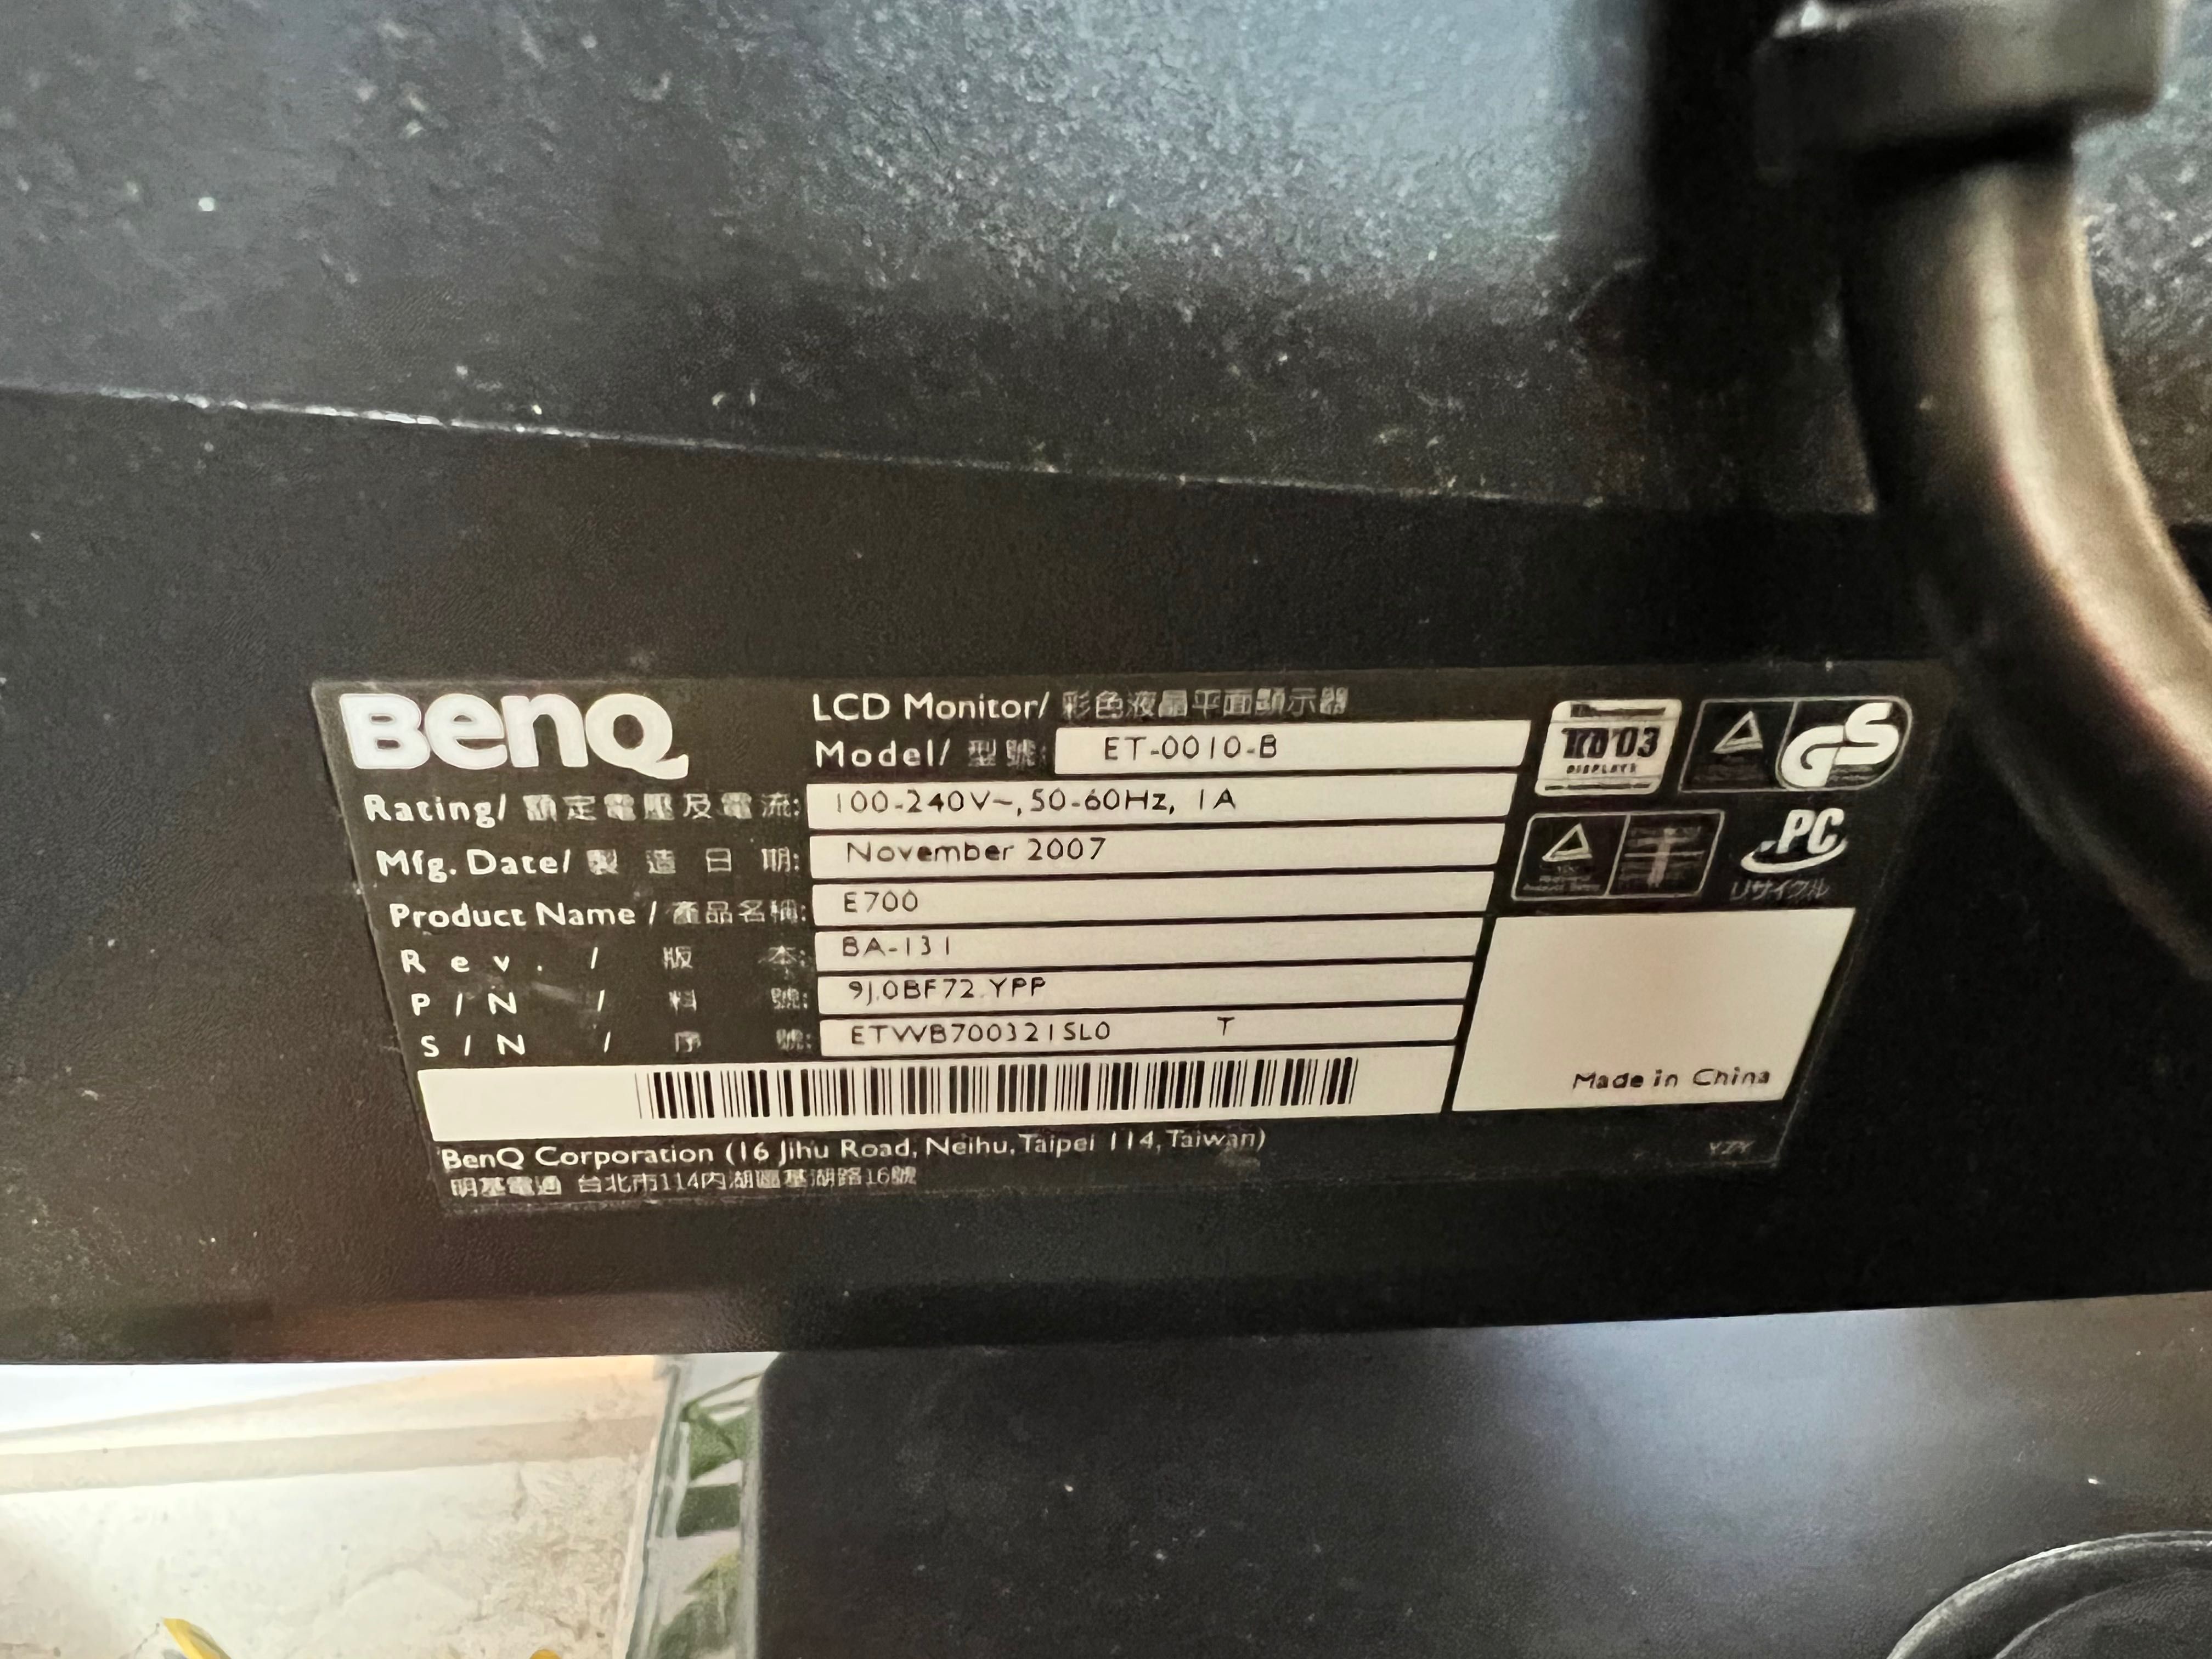 BenQ
LCD Monitor/ 彩色液晶平面顯示器
Model/ 型號: ET-0010-B
Rating/ 額定電壓及電流: 100-240V~, 50-60Hz, 1A
Mfg. Date/ 製造日期: November 2007
Product Name / 產品名稱: E700
Rev. / 版本: BA-131
P/N / 料號: 9J.0BF72.YPP
S/N / 序號: ETWB700321SL0 T
TCO'03
DISPLAYS
GS
PC
リサイクル
Made in China
BenQ Corporation (16 Jihu Road, Neihu, Taipei 114, Taiwan)
明基電通 台北市114內湖區基湖路16號